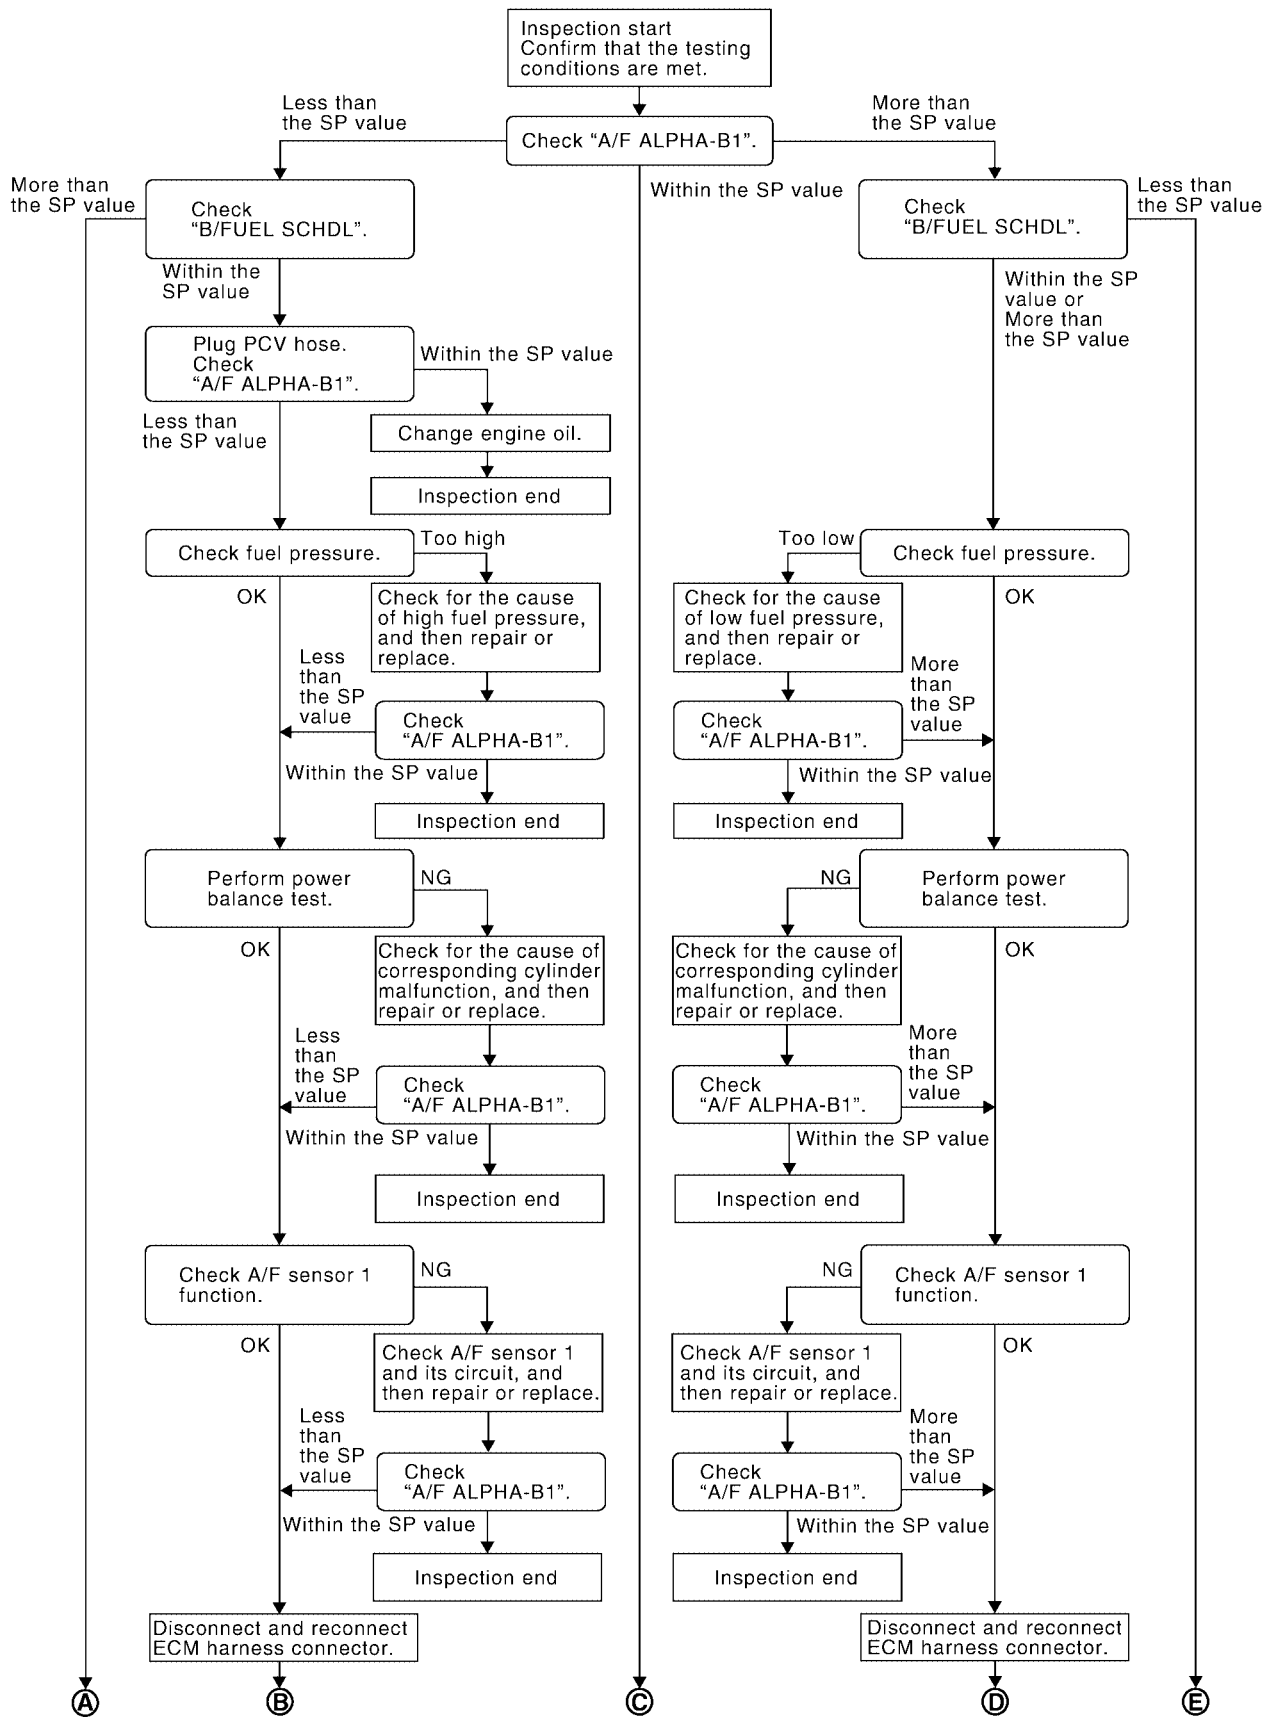 Inspection start
Confirm that the testing
conditions are met.
Less than
the SP value
More than
the SP value
Check “A/F ALPHA-B1”.
More than
the SP value
Within the SP value
Less than
the SP value
Check
“B/FUEL SCHDL”.
Check
“B/FUEL SCHDL”.
Within the
SP value
Within the SP
value or
More than
the SP value
Plug PCV hose.
Check
“A/F ALPHA-B1”.
Within the SP value
Less than
the SP value
Change engine oil.
Inspection end
Check fuel pressure.
Too high
Too low
Check fuel pressure.
OK
OK
Check for the cause
of high fuel pressure,
and then repair or
replace.
Check for the cause
of low fuel pressure,
and then repair or
replace.
Less
than
the SP
value
More
than
the SP
value
Check
“A/F ALPHA-B1”.
Check
“A/F ALPHA-B1”.
Within the SP value
Within the SP value
Inspection end
Inspection end
Perform power
balance test.
NG
NG
Perform power
balance test.
OK
OK
Check for the cause of
corresponding cylinder
malfunction, and then
repair or replace.
Check for the cause of
corresponding cylinder
malfunction, and then
repair or replace.
Less
than
the SP
value
More
than
the SP
value
Check
“A/F ALPHA-B1”.
Check
“A/F ALPHA-B1”.
Within the SP value
Within the SP value
Inspection end
Inspection end
Check A/F sensor 1
function.
NG
NG
Check A/F sensor 1
function.
OK
OK
Check A/F sensor 1
and its circuit, and
then repair or replace.
Check A/F sensor 1
and its circuit, and
then repair or replace.
Less
than
the SP
value
More
than
the SP
value
Check
“A/F ALPHA-B1”.
Check
“A/F ALPHA-B1”.
Within the SP value
Within the SP value
Inspection end
Inspection end
Disconnect and reconnect
ECM harness connector.
Disconnect and reconnect
ECM harness connector.
A
B
C
D
E